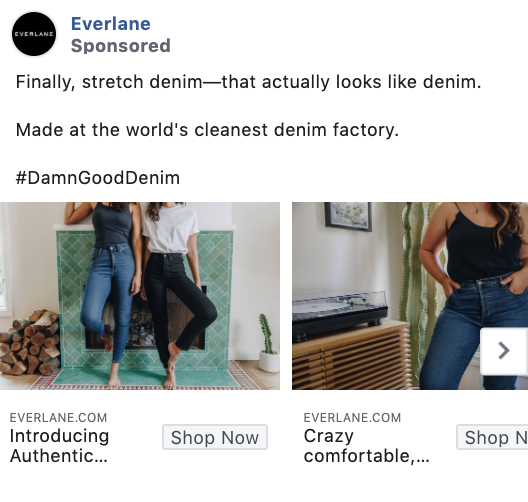 EVERLANE
Everlane
Sponsored
Finally, stretch denim—that actually looks like denim.
Made at the world's cleanest denim factory.
#DamnGoodDenim
EVERLANE.COM
Introducing
Authentic...
Shop Now
EVERLANE.COM
Crazy
comfortable,...
Shop N